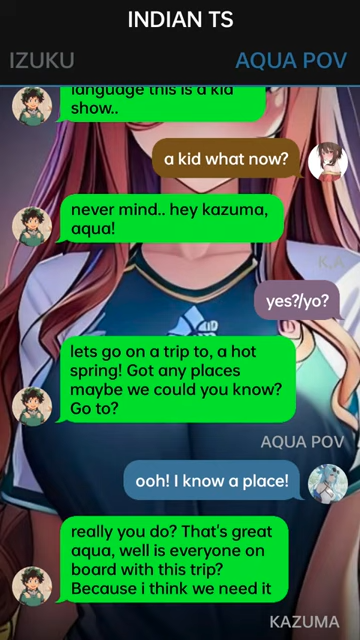 INDIAN TS
IZUKU
AQUA POV
language this is a kid
show..
a kid what now?
never mind.. hey kazuma,
aqua!
K.A
yes?/yo?
lets go on a trip to, a hot
spring! Got any places
maybe we could you know?
Go to?
AQUA POV
ooh! I know a place!
really you do? That's great
aqua, well is everyone on
board with this trip?
Because i think we need it
KAZUMA